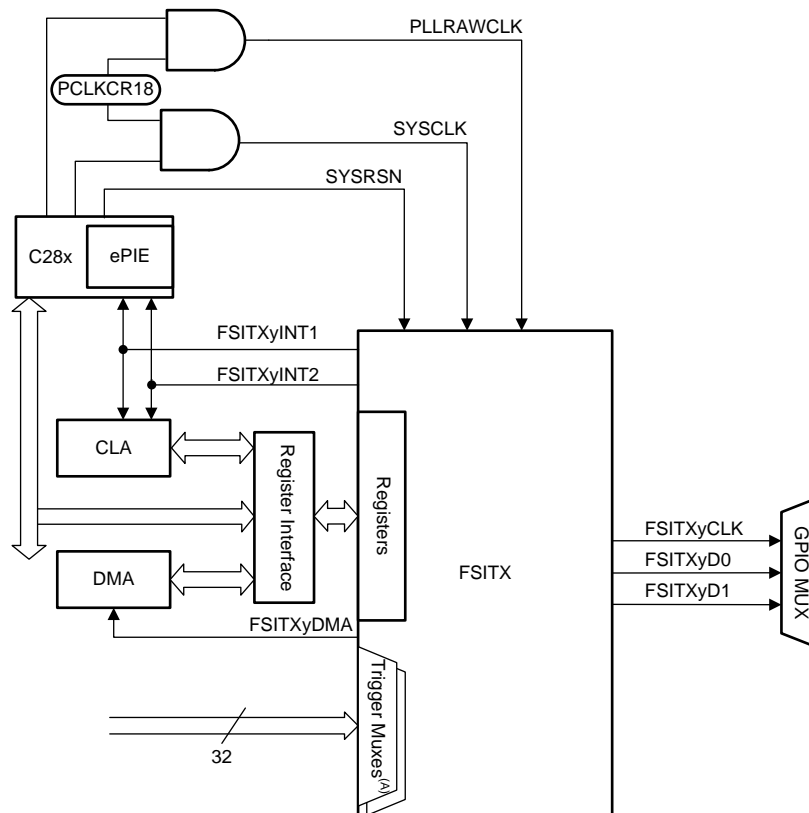 PLLRAWCLK
PCLKCR18
SYSCLK
SYSRSN
C28x
ePIE
FSITXyINT1
FSITXyINT2
CLA
Register Interface
Registers
FSITX
FSITXyCLK
FSITXyD0
FSITXyD1
GPIO MUX
DMA
FSITXyDMA
Trigger Muxes(A)
32